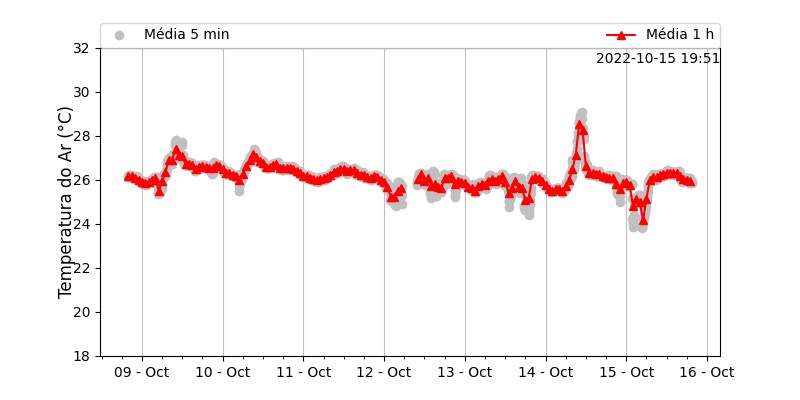 Média 5 min
Média 1 h
2022-10-15 19:51
Temperatura do Ar (°C)
32
30
28
26
24
22
20
18
09 - Oct
10 - Oct
11 - Oct
12 - Oct
13 - Oct
14 - Oct
15 - Oct
16 - Oct